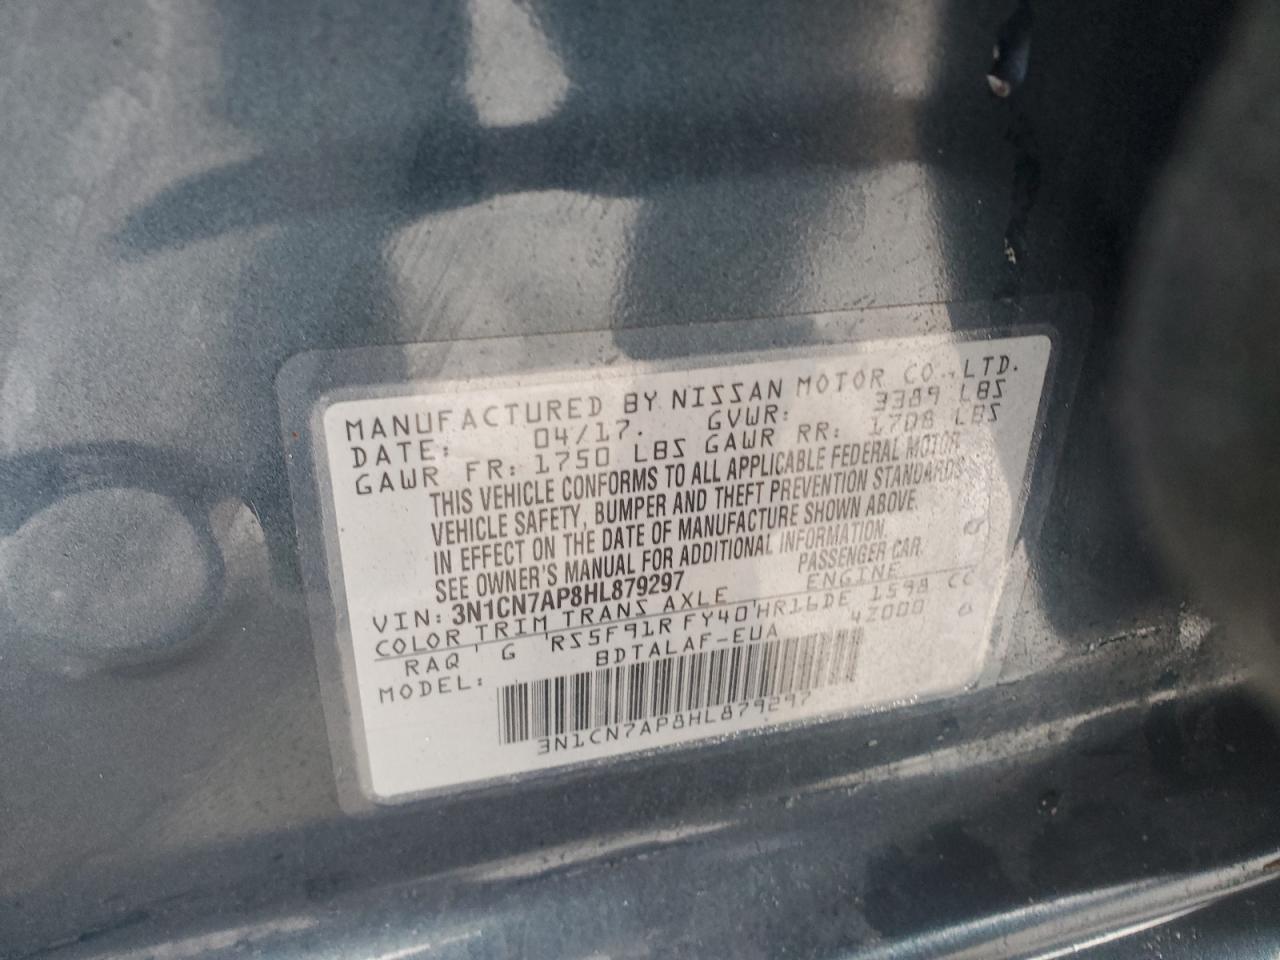 MANUFACTURED BY NISSAN MOTOR CO., LTD.
DATE: 04/17. GVWR: 3389 LBS
GAWR FR: 1750 LBS GAWR RR: 1708 LBS
THIS VEHICLE CONFORMS TO ALL APPLICABLE FEDERAL MOTOR
VEHICLE SAFETY, BUMPER AND THEFT PREVENTION STANDARDS
IN EFFECT ON THE DATE OF MANUFACTURE SHOWN ABOVE.
SEE OWNER'S MANUAL FOR ADDITIONAL INFORMATION.
VIN: 3N1CN7AP8HL879297 PASSENGER CAR
COLOR TRIM TRANS AXLE ENGINE
RAQ G RS5F91R FY40 HR16DE 1598 CC
MODEL: BDTALAF-EUA 4Z000
3N1CN7AP8HL879297